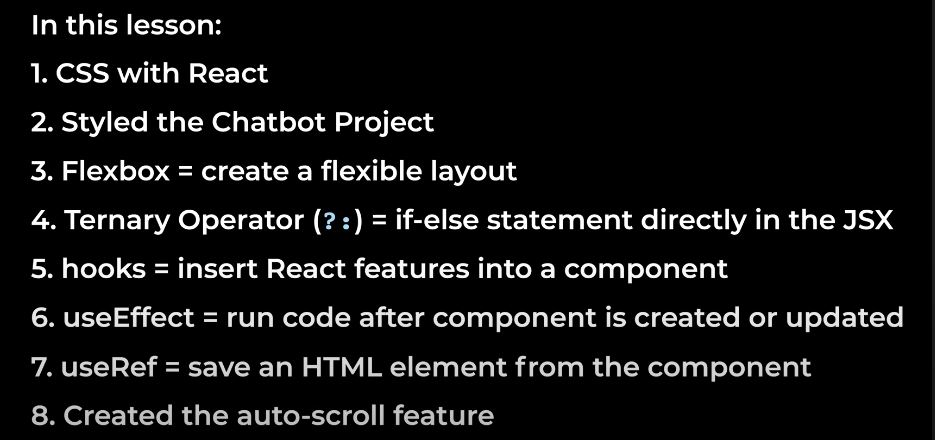 In this lesson:
1. CSS with React
2. Styled the Chatbot Project
3. Flexbox = create a flexible layout
4. Ternary Operator (?:) = if-else statement directly in the JSX
5. hooks = insert React features into a component
6. useEffect = run code after component is created or updated
7. useRef = save an HTML element from the component
8. Created the auto-scroll feature